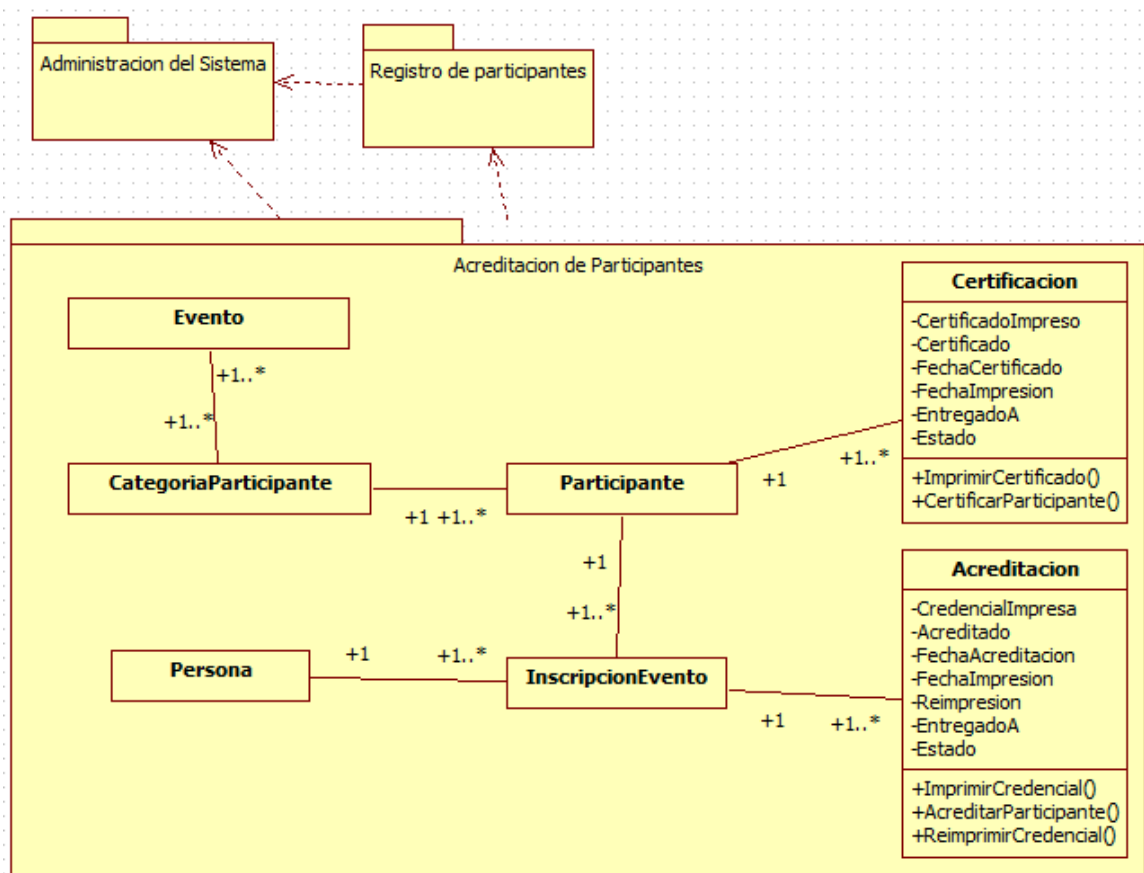 Administracion del Sistema
Registro de participantes
Acreditacion de Participantes
Evento
+1..*
+1..*
CategoriaParticipante
+1 +1..*
Participante
+1
+1..*
Certificacion
-CertificadoImpreso
-Certificado
-FechaCertificado
-FechaImpresion
-EntregadoA
-Estado
+ImprimirCertificado()
+CertificarParticipante()
+1
+1..*
Persona
+1
+1..*
InscripcionEvento
+1
+1..*
Acreditacion
-CredencialImpresa
-Acreditado
-FechaAcreditacion
-FechaImpresion
-Reimpresion
-EntregadoA
-Estado
+ImprimirCredencial()
+AcreditarParticipante()
+ReimprimirCredencial()